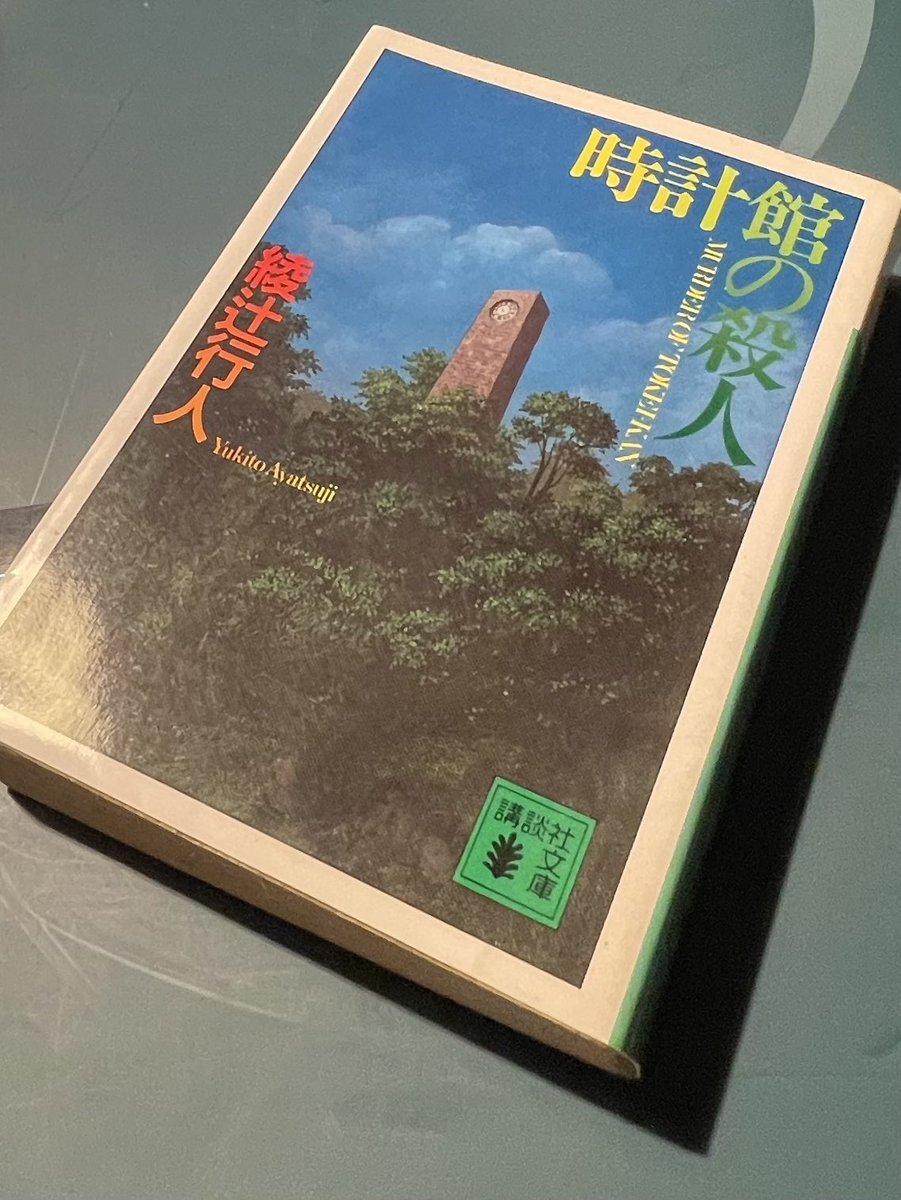 時計館の殺人
MURDER OF TOKEI-KAN
綾辻行人
Yukito Ayatsuji
講談社
文庫